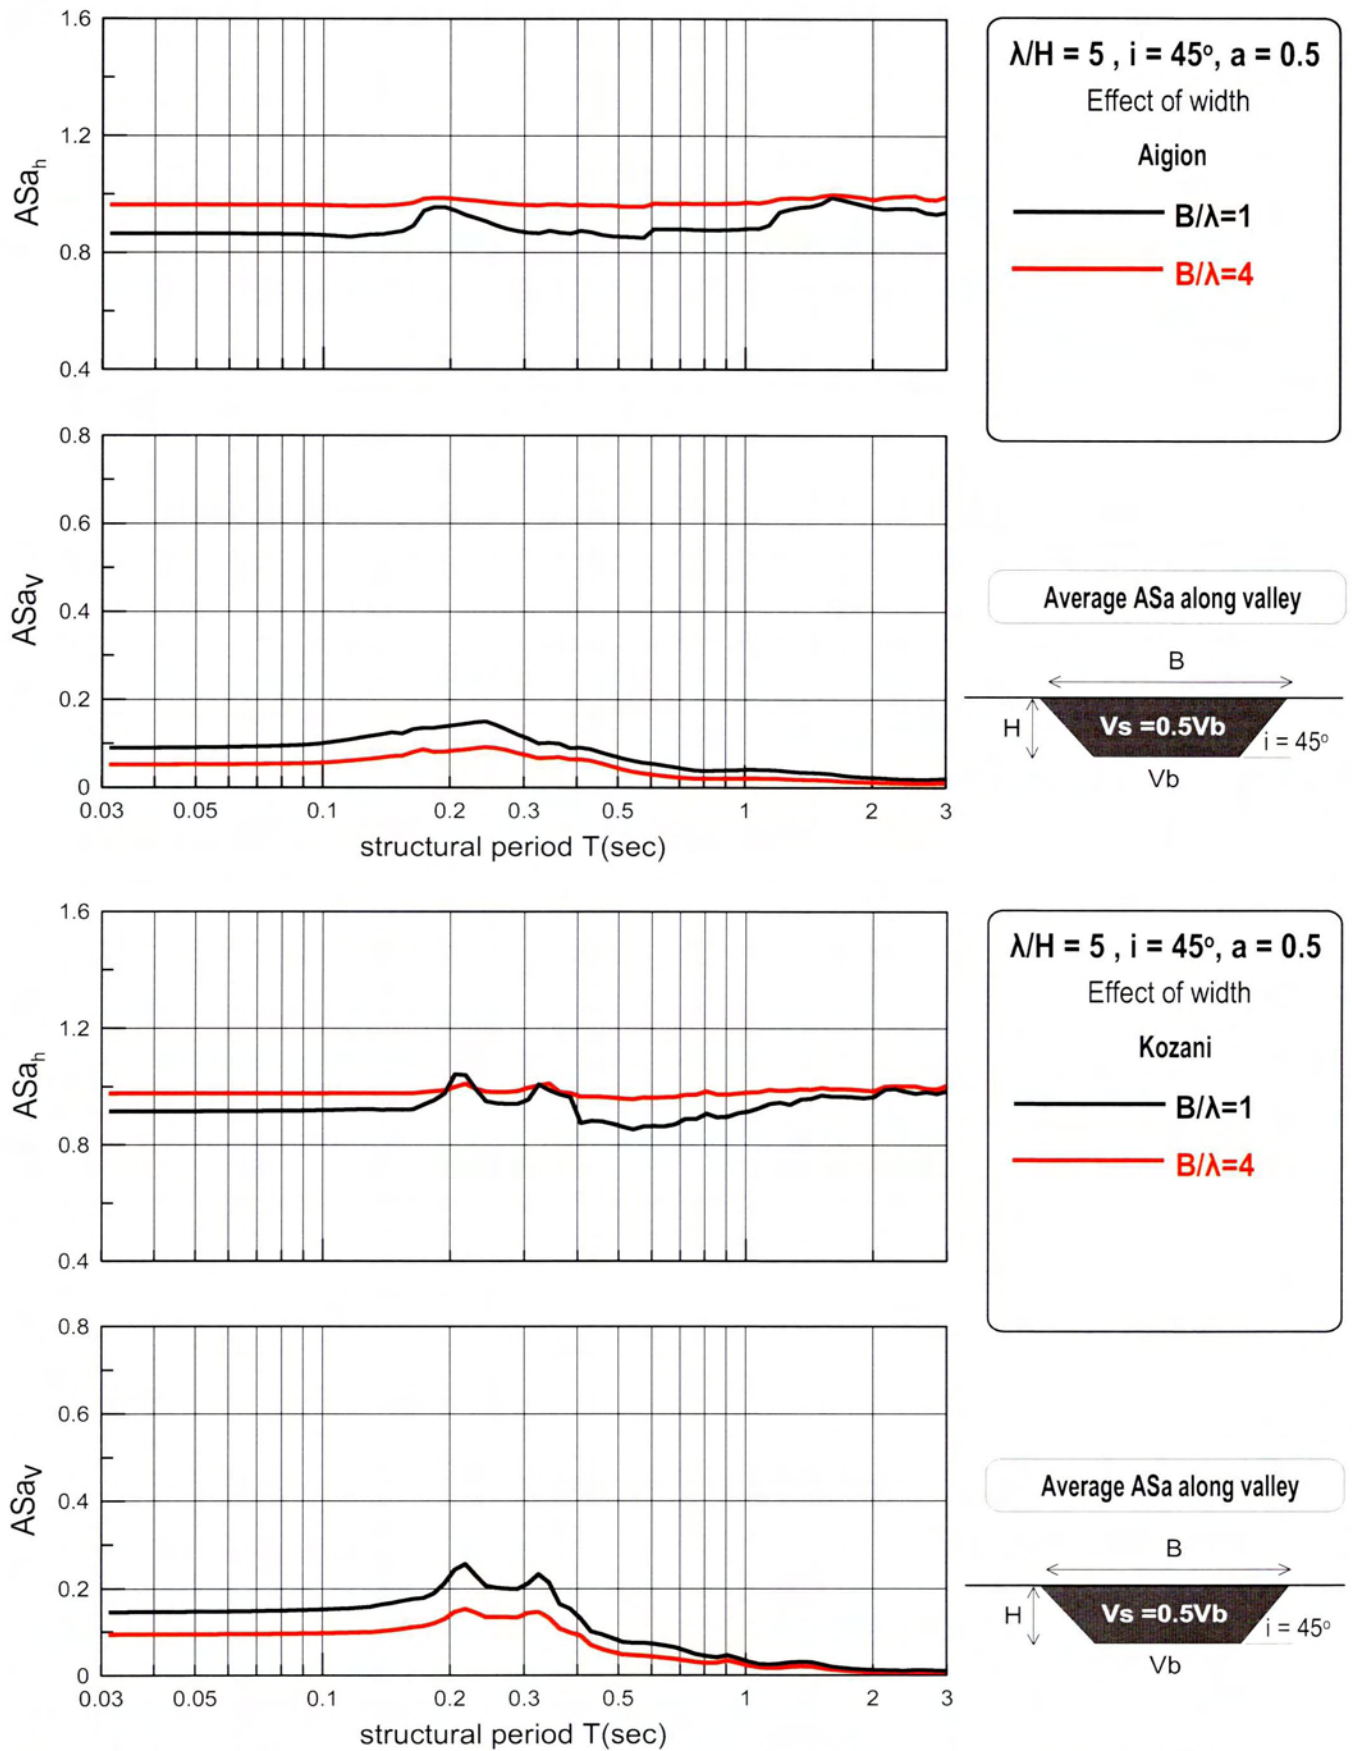 1.6
1.2
0.8
0.4
ASaₕ
λ/H = 5 , i = 45º, a = 0.5
Effect of width
Aigion
B/λ=1
B/λ=4
0.8
0.6
0.4
0.2
0
ASav
0.03 0.05 0.1 0.2 0.3 0.5 1 2 3
structural period T(sec)
Average ASa along valley
B
H
Vs =0.5Vb
i = 45º
Vb
1.6
1.2
0.8
0.4
ASaₕ
λ/H = 5 , i = 45º, a = 0.5
Effect of width
Kozani
B/λ=1
B/λ=4
0.8
0.6
0.4
0.2
0
ASav
0.03 0.05 0.1 0.2 0.3 0.5 1 2 3
structural period T(sec)
Average ASa along valley
B
H
Vs =0.5Vb
i = 45º
Vb